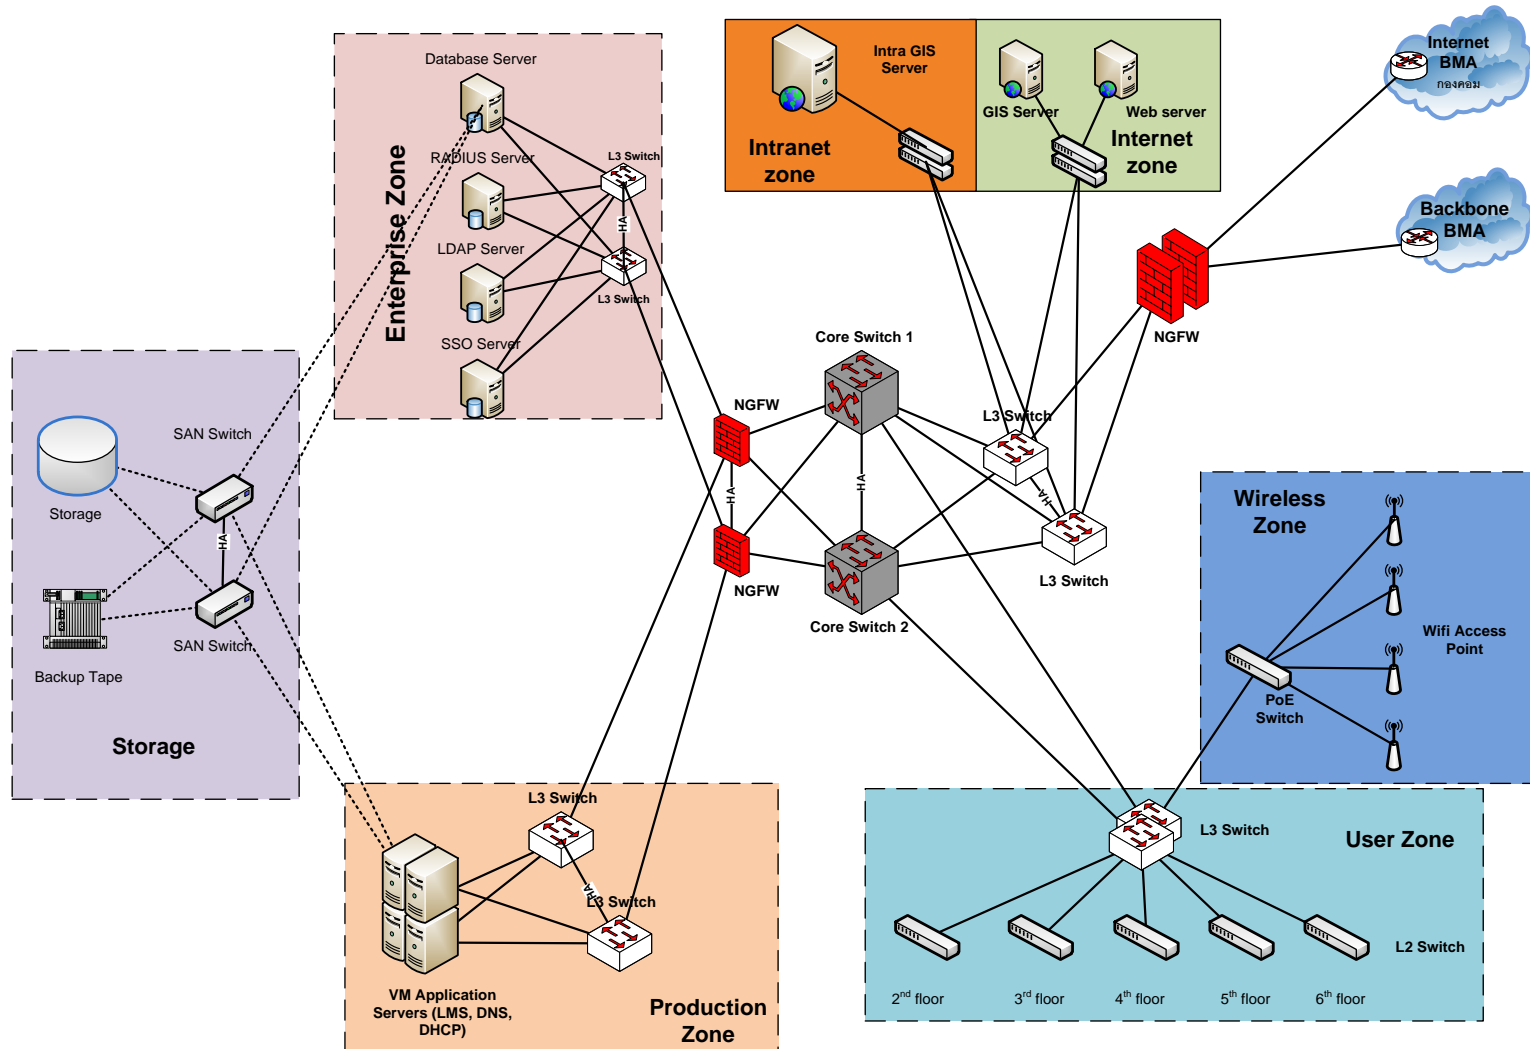 Database Server
RADIUS Server
LDAP Server
SSO Server
Enterprise Zone
L3 Switch
HA
L3 Switch
Intra GIS
Server
Intranet
zone
GIS Server
Web server
Internet
zone
Internet
BMA
กองคอม
Backbone
BMA
NGFW
Core Switch 1
HA
Core Switch 2
NGFW
HA
NGFW
L3 Switch
HA
L3 Switch
SAN Switch
Storage
HA
SAN Switch
Backup Tape
Storage
Wireless
Zone
Wifi Access
Point
PoE
Switch
L3 Switch
HA
L3 Switch
VM Application
Servers (LMS, DNS,
DHCP)
Production
Zone
L3 Switch
User Zone
L2 Switch
2nd floor
3rd floor
4th floor
5th floor
6th floor